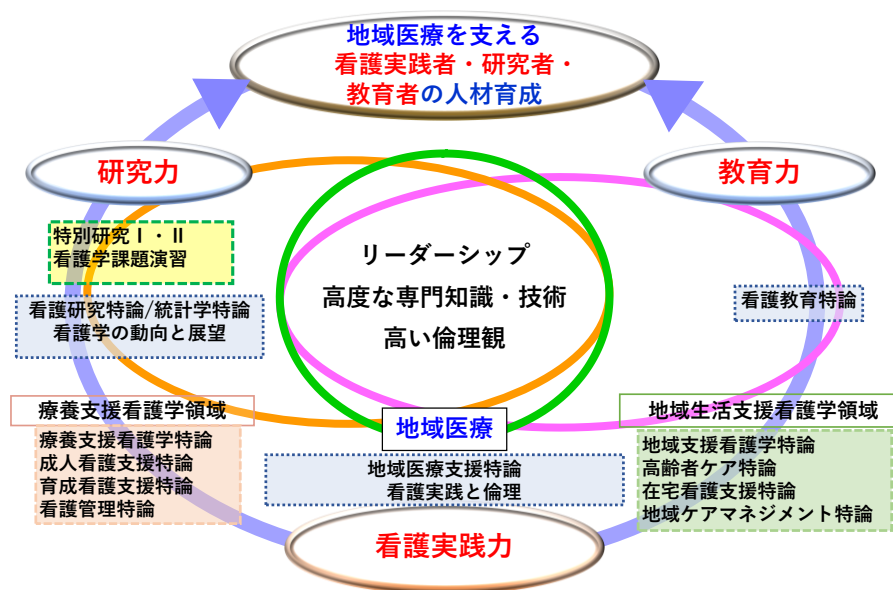 地域医療を支える
看護実践者・研究者・
教育者の人材育成
研究力
教育力
特別研究Ⅰ・Ⅱ
看護学課題演習
看護研究特論/統計学特論
看護学の動向と展望
リーダーシップ
高度な専門知識・技術
高い倫理観
看護教育特論
療養支援看護学領域
療養支援看護学特論
成人看護支援特論
育成看護支援特論
看護管理特論
地域医療
地域医療支援特論
看護実践と倫理
地域生活支援看護学領域
地域支援看護学特論
高齢者ケア特論
在宅看護支援特論
地域ケアマネジメント特論
看護実践力